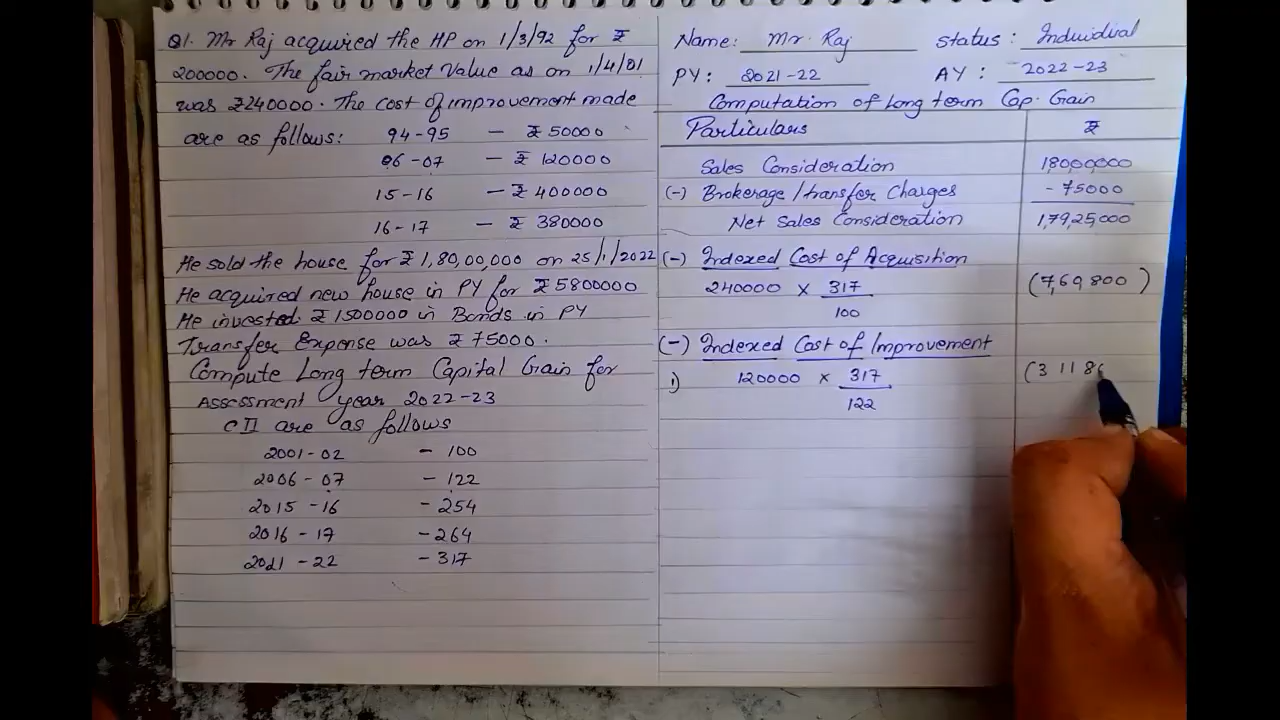 Q1. Mr Raj acquired the HP on 1/3/92 for ₹
200000. The fair market Value as on 1/4/01
was ₹240000. The cost of improvement made
are as follows: 94-95 - ₹ 50000
06-07 - ₹ 120000
15-16 - ₹ 400000
16-17 - ₹ 380000
He sold the house for ₹ 1,80,00,000 on 25/1/2022
He acquired new house in PY for ₹ 5800000
He invested ₹ 1500000 in Bonds in PY
Transfer Expense was ₹ 75000.
Compute Long term Capital Gain for
Assessment year 2022-23
CII are as follows
2001-02 - 100
2006-07 - 122
2015-16 - 254
2016-17 - 264
2021-22 - 317
Name: Mr. Raj Status: Individual
PY: 2021-22 AY: 2022-23
Computation of Long term Cap. Gain
Particulars ₹
Sales Consideration 18000000
(-) Brokerage/transfer Charges - 75000
Net Sales Consideration 1,79,25,000
(-) Indexed Cost of Acquisition
240000 × 317 (7,69,800)
100
(-) Indexed Cost of Improvement
i) 120000 × 317 (3118
122